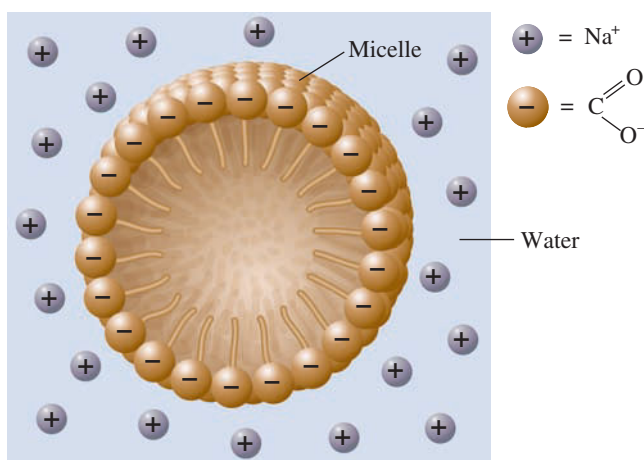 Micelle
+ = Na⁺
− = C O O⁻
Water